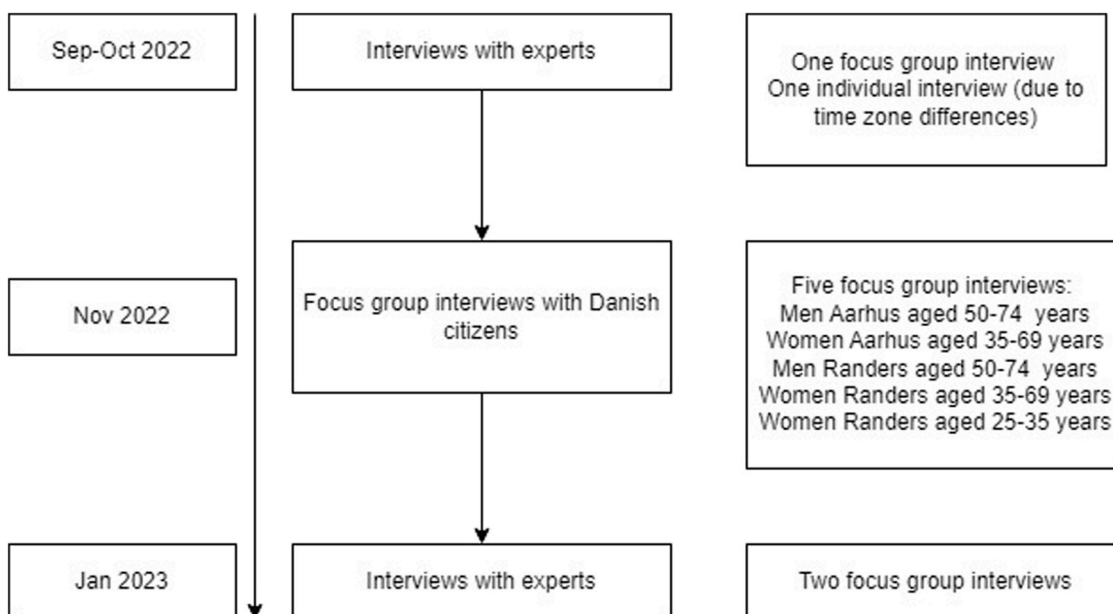 Sep-Oct 2022
Interviews with experts
One focus group interview
One individual interview (due to
time zone differences)
Nov 2022
Focus group interviews with Danish
citizens
Five focus group interviews:
Men Aarhus aged 50-74 years
Women Aarhus aged 35-69 years
Men Randers aged 50-74 years
Women Randers aged 35-69 years
Women Randers aged 25-35 years
Jan 2023
Interviews with experts
Two focus group interviews